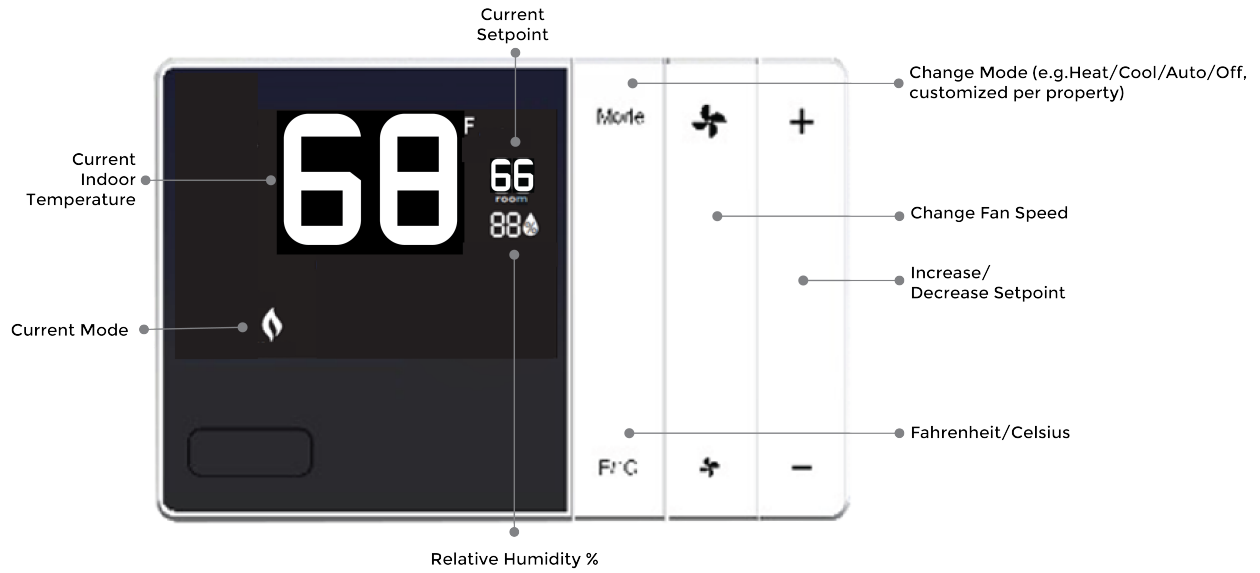 Current
Setpoint
Change Mode (e.g.Heat/Cool/Auto/Off,
customized per property)
Mode
68 F
Current
Indoor
Temperature
66
room
88%
Change Fan Speed
Increase/
Decrease Setpoint
Current Mode
Fahrenheit/Celsius
F/°C
+
−
Relative Humidity %